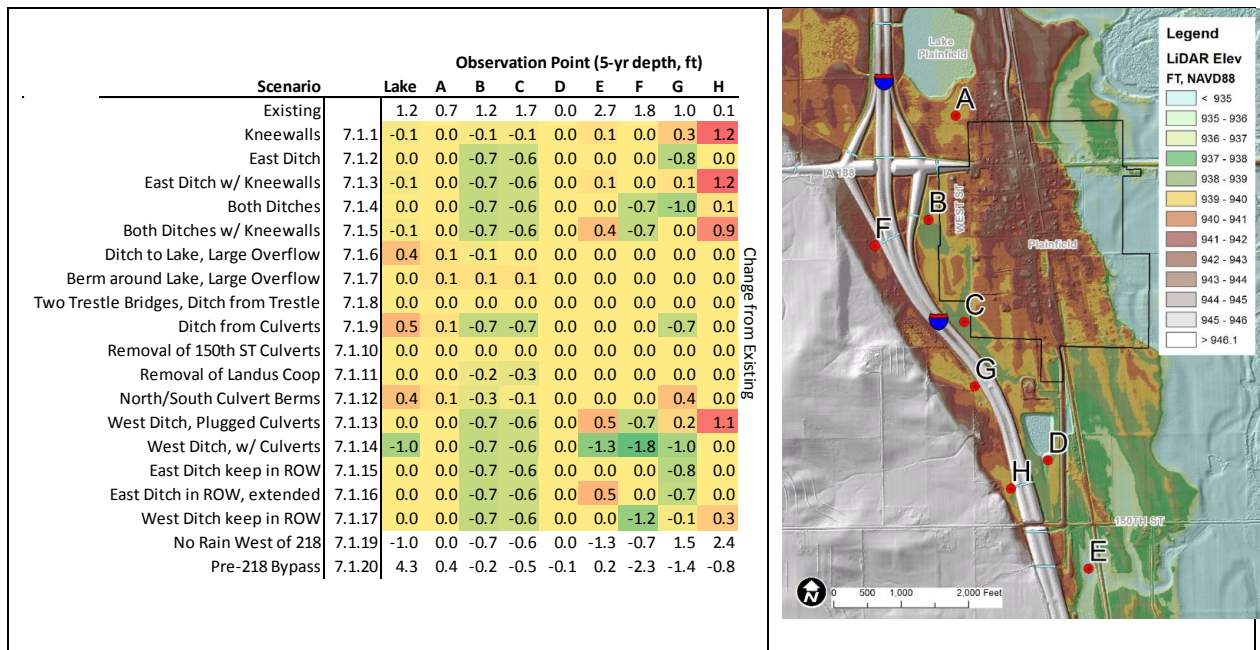 Observation Point (5-yr depth, ft)
Scenario Lake A B C D E F G H
Existing 1.2 0.7 1.2 1.7 0.0 2.7 1.8 1.0 0.1
Kneewalls 7.1.1 -0.1 0.0 -0.1 -0.1 0.0 0.1 0.0 0.3 1.2
East Ditch 7.1.2 0.0 0.0 -0.7 -0.6 0.0 0.0 0.0 -0.8 0.0
East Ditch w/ Kneewalls 7.1.3 -0.1 0.0 -0.7 -0.6 0.0 0.1 0.0 0.1 1.2
Both Ditches 7.1.4 0.0 0.0 -0.7 -0.6 0.0 0.0 -0.7 -1.0 0.1
Both Ditches w/ Kneewalls 7.1.5 -0.1 0.0 -0.7 -0.6 0.0 0.4 -0.7 0.0 0.9
Ditch to Lake, Large Overflow 7.1.6 0.4 0.1 -0.1 0.0 0.0 0.0 0.0 0.0 0.0
Berm around Lake, Large Overflow 7.1.7 0.0 0.1 0.1 0.1 0.0 0.0 0.0 0.0 0.0
Two Trestle Bridges, Ditch from Trestle 7.1.8 0.0 0.0 0.0 0.0 0.0 0.0 0.0 0.0 0.0
Ditch from Culverts 7.1.9 0.5 0.1 -0.7 -0.7 0.0 0.0 0.0 -0.7 0.0
Removal of 150th ST Culverts 7.1.10 0.0 0.0 0.0 0.0 0.0 0.0 0.0 0.0 0.0
Removal of Landus Coop 7.1.11 0.0 0.0 -0.2 -0.3 0.0 0.0 0.0 0.0 0.0
North/South Culvert Berms 7.1.12 0.4 0.1 -0.3 -0.1 0.0 0.0 0.0 0.4 0.0
West Ditch, Plugged Culverts 7.1.13 0.0 0.0 -0.7 -0.6 0.0 0.5 -0.7 0.2 1.1
West Ditch, w/ Culverts 7.1.14 -1.0 0.0 -0.7 -0.6 0.0 -1.3 -1.8 -1.0 0.0
East Ditch keep in ROW 7.1.15 0.0 0.0 -0.7 -0.6 0.0 0.0 0.0 -0.8 0.0
East Ditch in ROW, extended 7.1.16 0.0 0.0 -0.7 -0.6 0.0 0.5 0.0 -0.7 0.0
West Ditch keep in ROW 7.1.17 0.0 0.0 -0.7 -0.6 0.0 0.0 -1.2 -0.1 0.3
No Rain West of 218 7.1.19 -1.0 0.0 -0.7 -0.6 0.0 -1.3 -0.7 1.5 2.4
Pre-218 Bypass 7.1.20 4.3 0.4 -0.2 -0.5 -0.1 0.2 -2.3 -1.4 -0.8
Change from Existing
Lake
Plainfield
A
IA 188
B
WEST ST
F
Plainfield
C
G
D
H
150TH ST
E
N
0 500 1,000 2,000 Feet
Legend
LiDAR Elev
FT, NAVD88
< 935
935 - 936
936 - 937
937 - 938
938 - 939
939 - 940
940 - 941
941 - 942
942 - 943
943 - 944
944 - 945
945 - 946
> 946.1